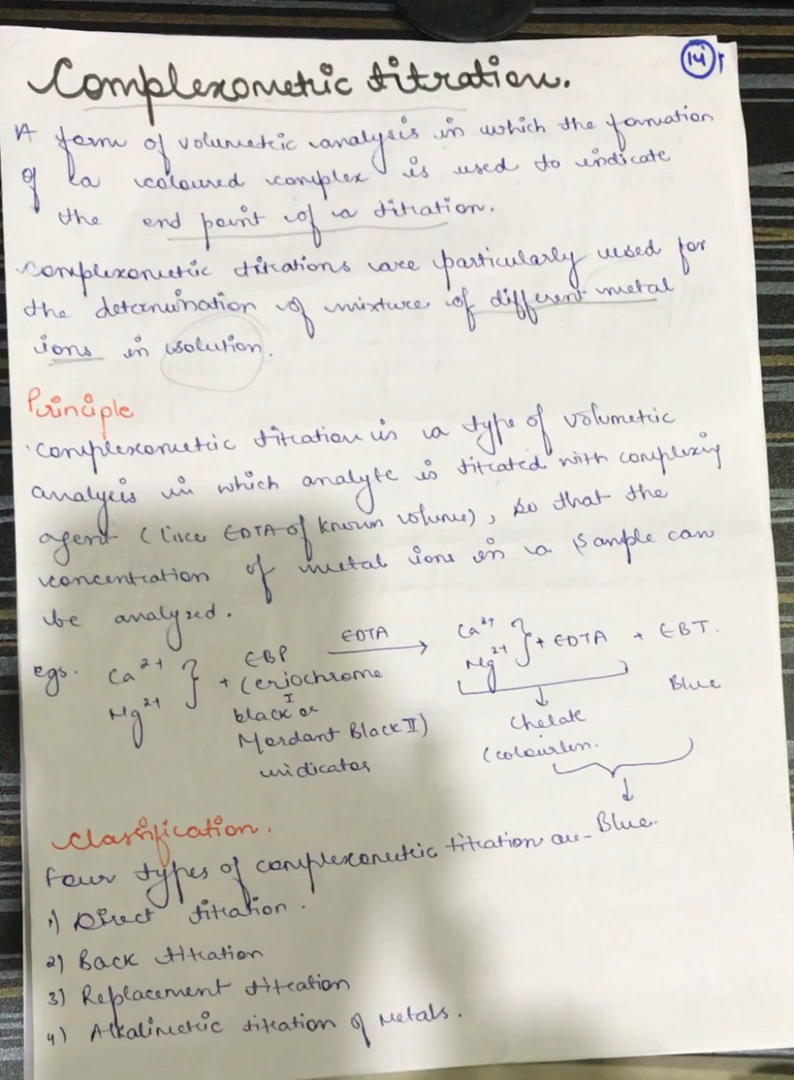 14
Complexometric titration.
A form of volumetric analysis in which the formation
of a coloured complex is used to indicate
the end point of a titration.
Complexometric titrations are particularly used for
the determination of mixture of different metal
ions in solution.
Principle
Complexometric titration is a type of volumetric
analysis in which analyte is titrated with complexing
agent (like EDTA of known volume), so that the
concentration of metal ions in a sample can
be analyzed.
egs. Ca2+ Mg2+ } + EBP (eriochrome black I or Mordant Black II) indicator EDTA → Ca2+ Mg2+ } + EDTA + EBT.
Chelate Blue
(colourless.
Blue.
Classification.
Four types of complexometric titration are-
1) Direct titration.
2) Back titration
3) Replacement titration
4) Alkalimetric titration of metals.